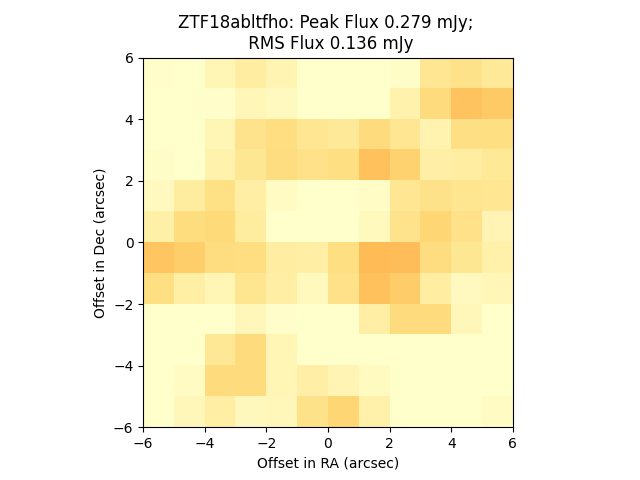 ZTF18abltfho: Peak Flux 0.279 mJy;
RMS Flux 0.136 mJy
6
4
2
0
−2
−4
−6
Offset in Dec (arcsec)
−6 −4 −2 0 2 4 6
Offset in RA (arcsec)